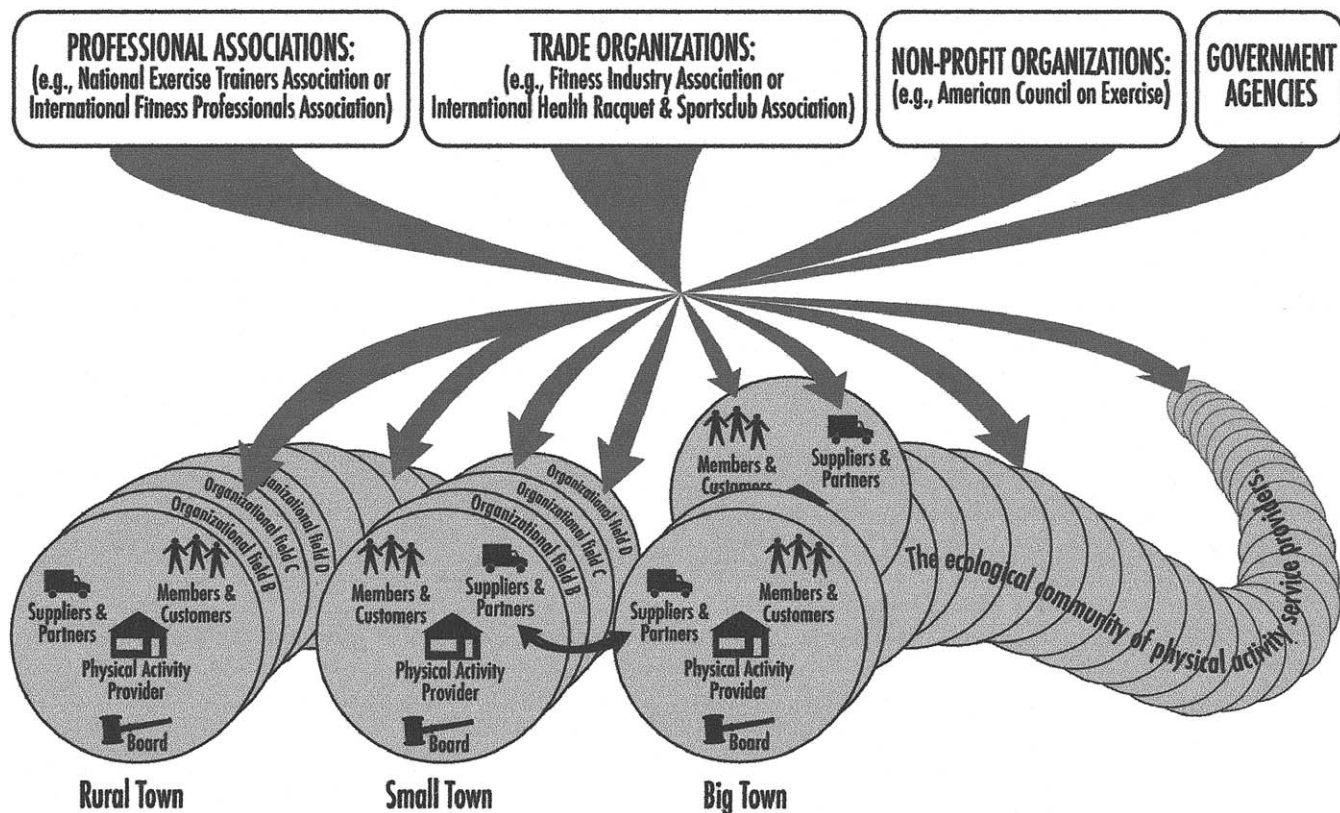 PROFESSIONAL ASSOCIATIONS:
(e.g., National Exercise Trainers Association or
International Fitness Professionals Association)
TRADE ORGANIZATIONS:
(e.g., Fitness Industry Association or
International Health Racquet & Sportsclub Association)
NON-PROFIT ORGANIZATIONS:
(e.g., American Council on Exercise)
GOVERNMENT
AGENCIES
Organizational field D
Organizational field C
Organizational field B
Suppliers &
Partners
Members &
Customers
Physical Activity
Provider
Board
Rural Town
Organizational field D
Organizational field C
Organizational field B
Members &
Customers
Suppliers &
Partners
Physical Activity
Provider
Board
Small Town
Members &
Customers
Suppliers &
Partners
Suppliers &
Partners
Members &
Customers
Physical Activity
Provider
Board
Big Town
The ecological community of physical activity service providers.